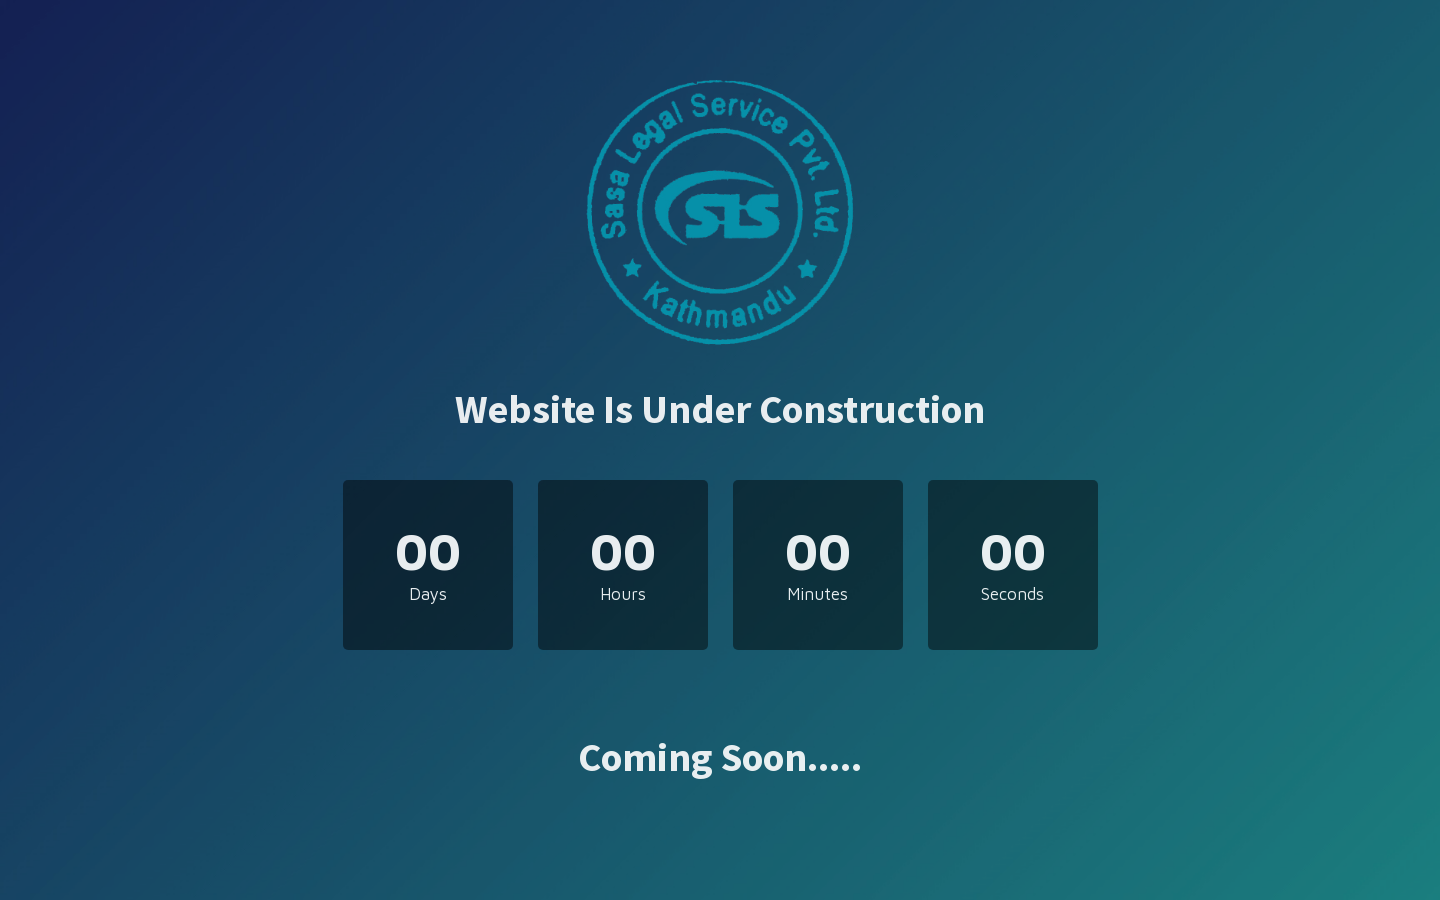 Sasa Legal Service Pvt. Ltd.
SLS
Kathmandu
Website Is Under Construction
00 00 00 00
Days Hours Minutes Seconds
Coming Soon.....